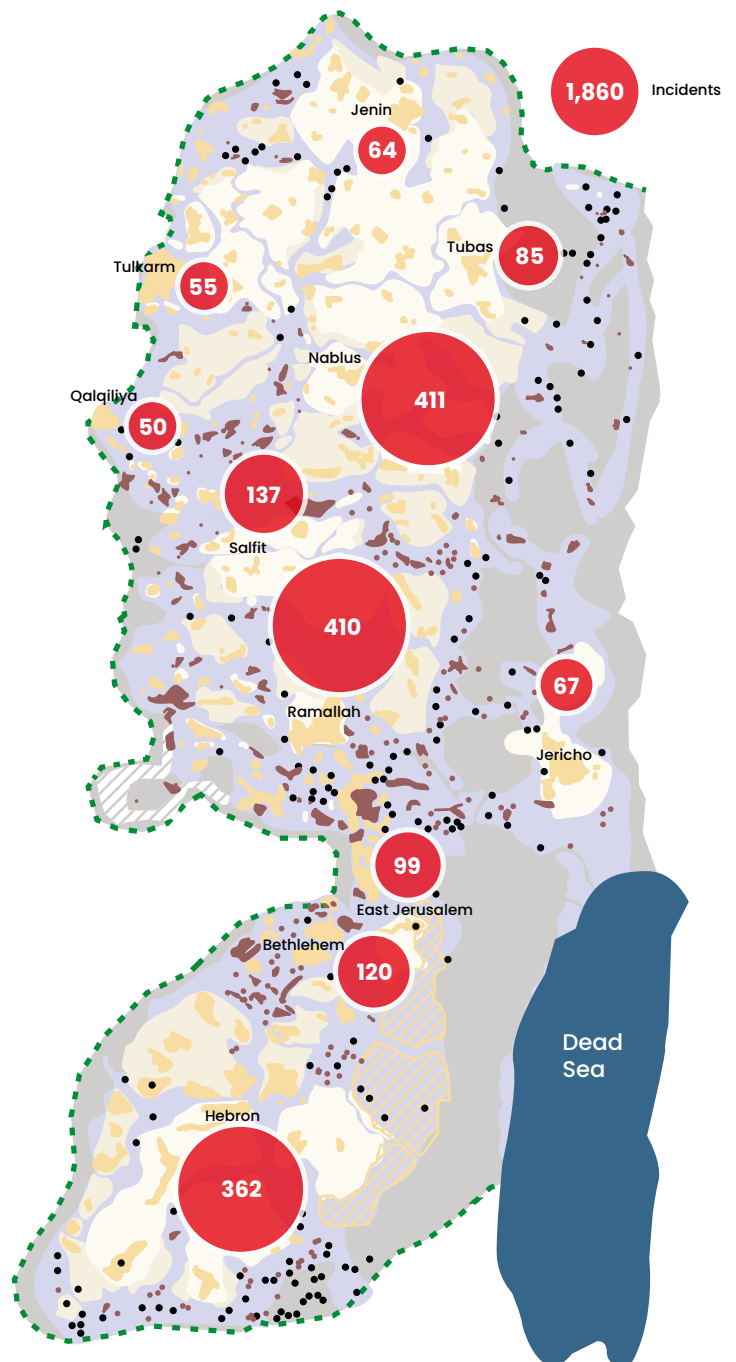 1,860
Incidents
Jenin
64
Tubas
85
Tulkarm
55
Nablus
411
Qalqiliya
50
137
Salfit
410
Ramallah
67
Jericho
99
East Jerusalem
Bethlehem
120
Dead
Sea
Hebron
362